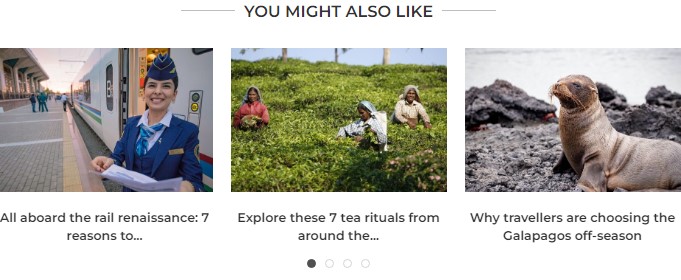 YOU MIGHT ALSO LIKE
All aboard the rail renaissance: 7
reasons to...
Explore these 7 tea rituals from
around the...
Why travellers are choosing the
Galapagos off-season